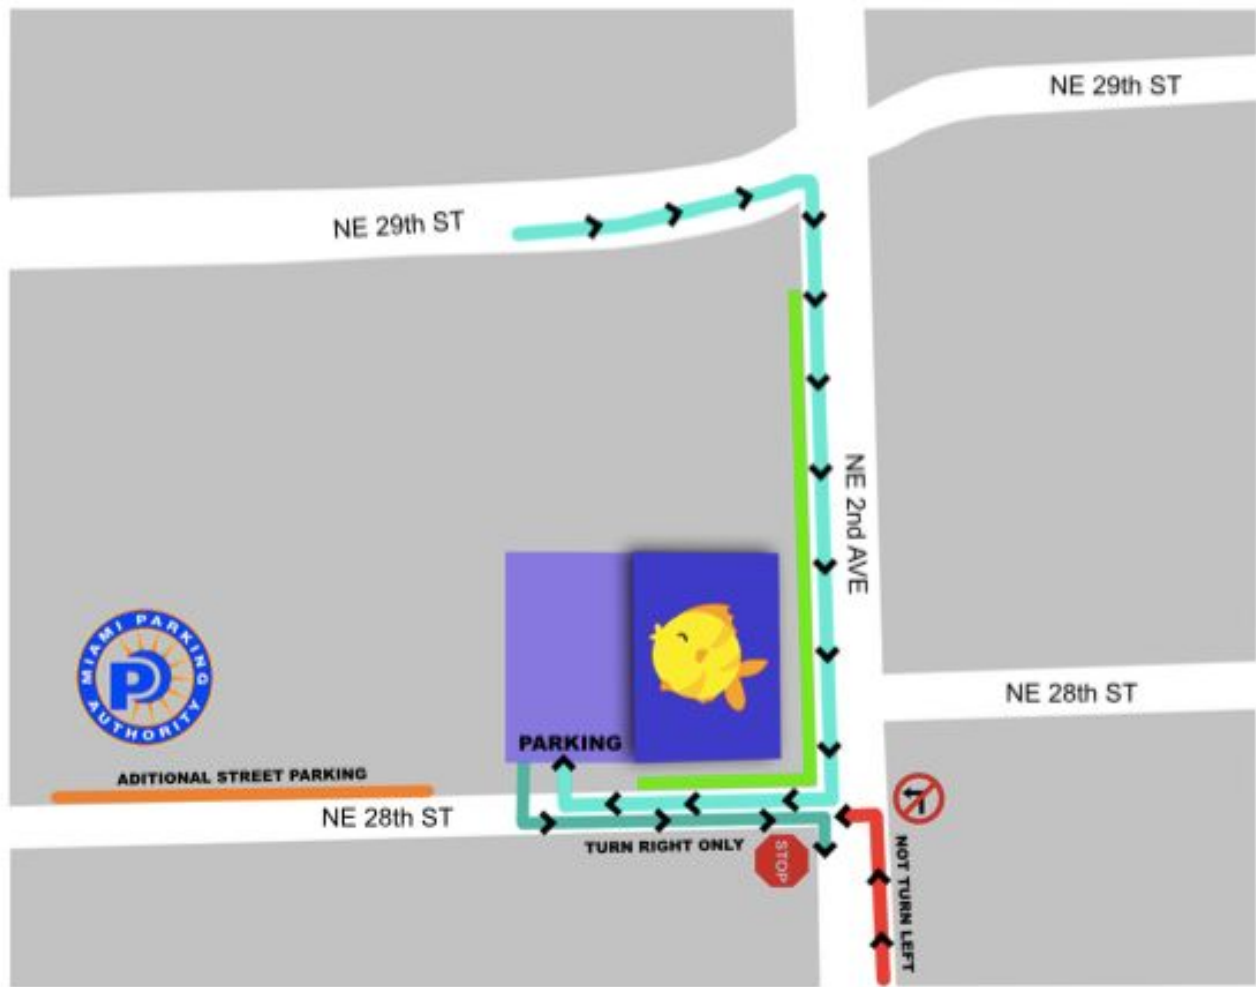 NE 29th ST
NE 29th ST
NE 2nd AVE
NE 28th ST
MIAMI PARKING AUTHORITY
P
PARKING
ADITIONAL STREET PARKING
NE 28th ST
TURN RIGHT ONLY
STOP
NOT TURN LEFT